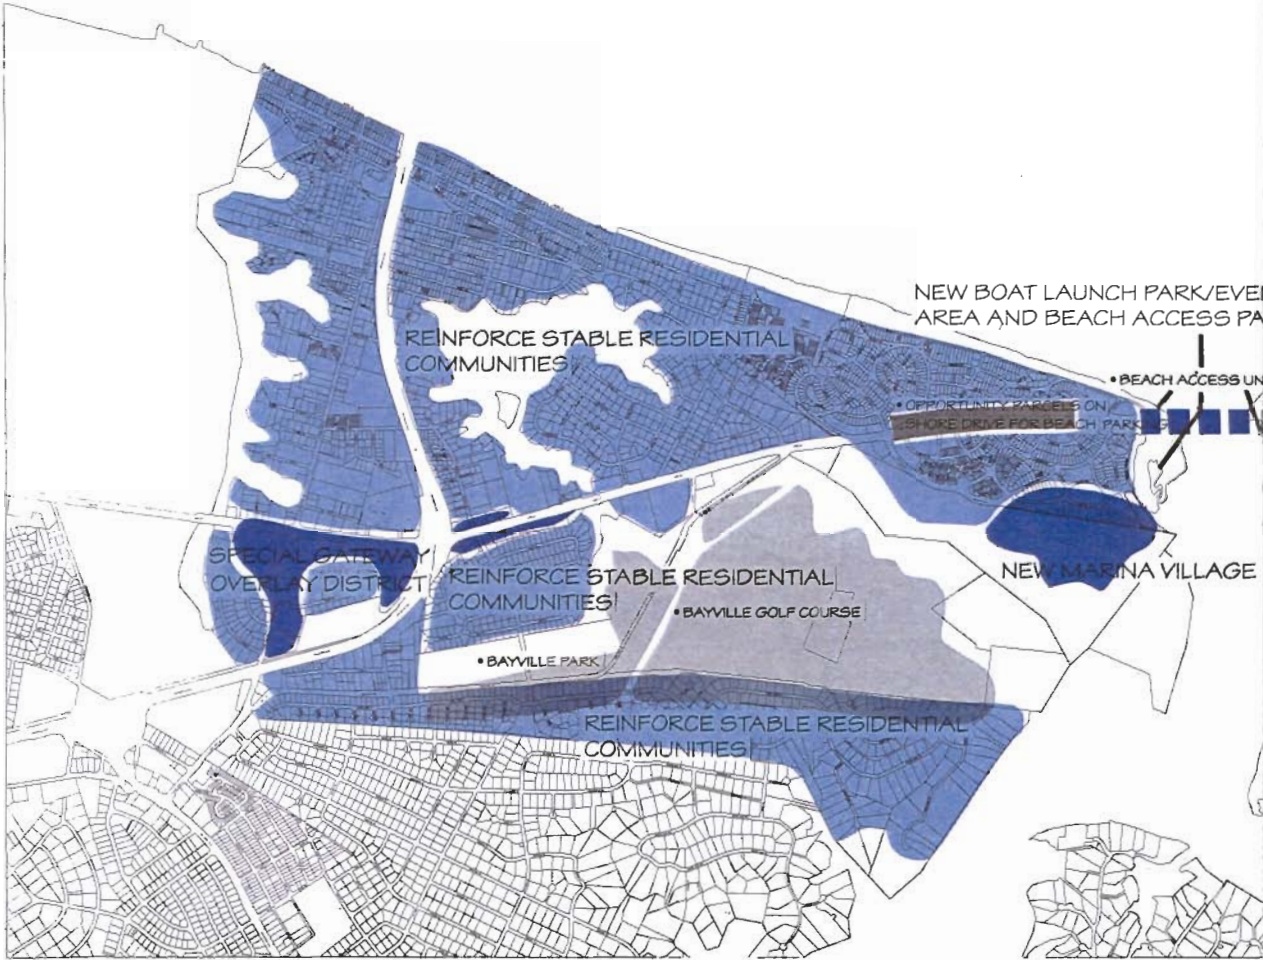 NEW BOAT LAUNCH PARK/EVE
AREA AND BEACH ACCESS PA
REINFORCE STABLE RESIDENTIAL
COMMUNITIES
• BEACH ACCESS UN
• OPPORTUNITY PARCELS ON
SHORE DRIVE FOR BEACH PARKING
SPECIAL GATEWAY
OVERLAY DISTRICT
REINFORCE STABLE RESIDENTIAL
COMMUNITIES
NEW MARINA VILLAGE
• BAYVILLE GOLF COURSE
• BAYVILLE PARK
REINFORCE STABLE RESIDENTIAL
COMMUNITIES